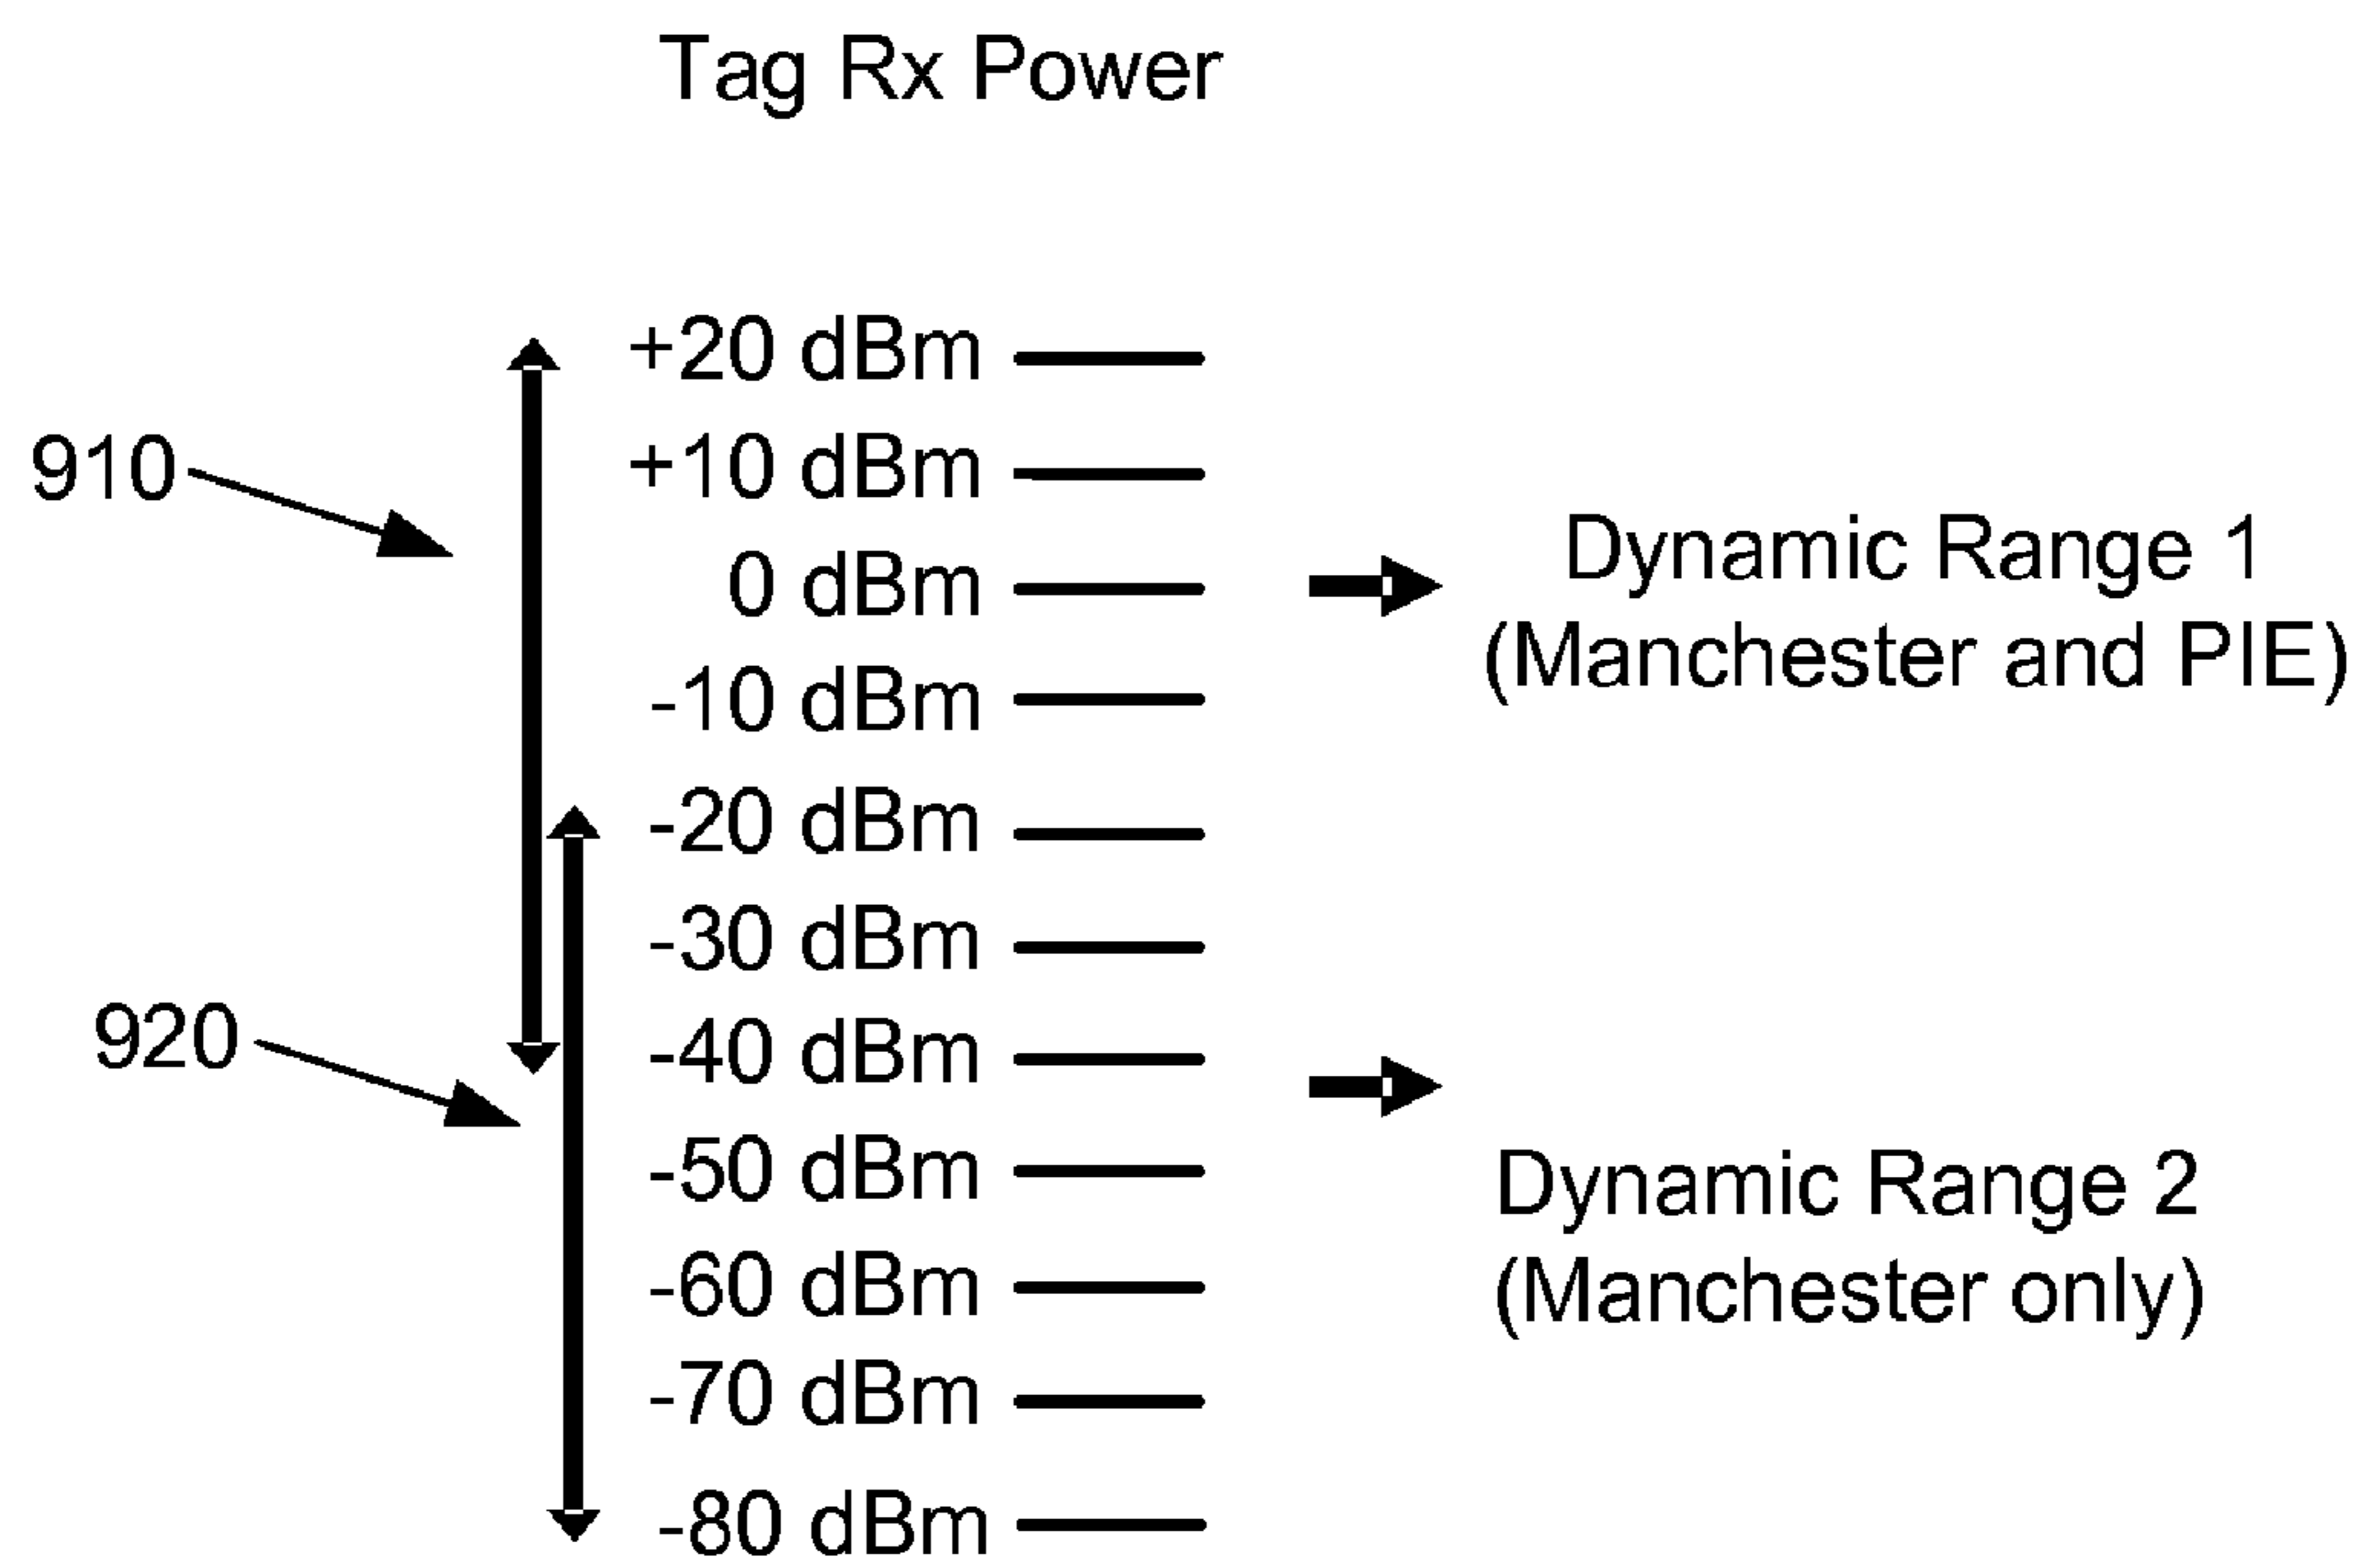 Tag Rx Power
+20 dBm
910
+10 dBm
0 dBm
Dynamic Range 1
(Manchester and PIE)
-10 dBm
-20 dBm
-30 dBm
920
-40 dBm
-50 dBm
Dynamic Range 2
(Manchester only)
-60 dBm
-70 dBm
-80 dBm